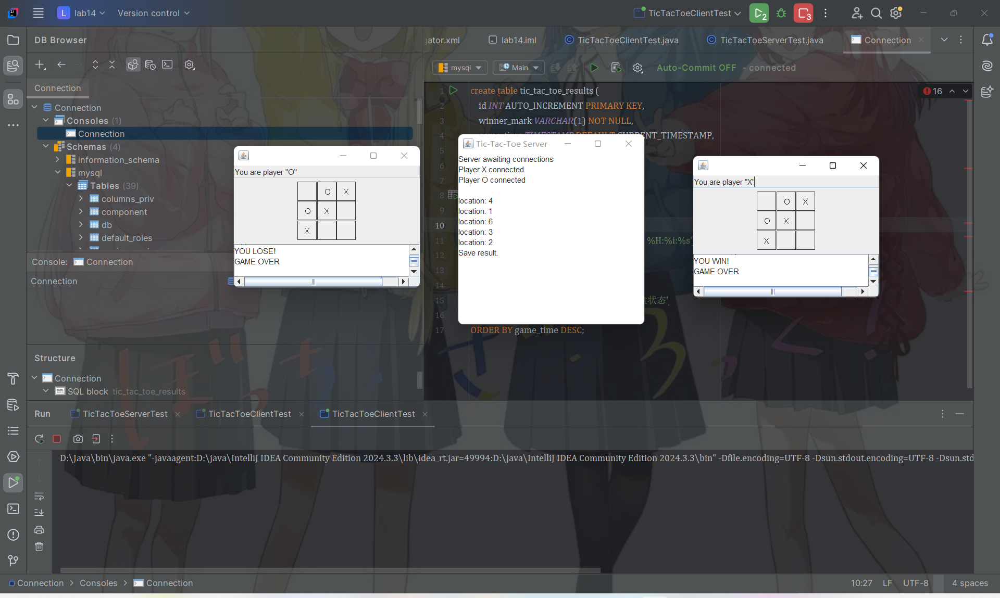 L lab14 Version control TicTacToeClientTest 2 3
DB Browser
ator.xml lab14.iml TicTacToeClientTest.java TicTacToeServerTest.java Connection
mysql Main Auto-Commit OFF - connected
Connection
Connection
Consoles (1)
Connection
Schemas (4)
information_schema
mysql
Tables (39)
columns_priv
component
db
default_roles
Console: Connection
Connection
Structure
Connection
SQL block tic_tac_toe_results
16
1 create table tic_tac_toe_results (
2 id INT AUTO_INCREMENT PRIMARY KEY,
3 winner_mark VARCHAR(1) NOT NULL,
4 game_time TIMESTAMP DEFAULT CURRENT_TIMESTAMP,
5
6
7
8
9
10
11 %H:%i:%s'
12
13
14
15 状态'
16
17 ORDER BY game_time DESC;
You are player "O"
O X
O X
X
YOU LOSE!
GAME OVER
Tic-Tac-Toe Server
Server awaiting connections
Player X connected
Player O connected
location: 4
location: 1
location: 6
location: 3
location: 2
Save result.
You are player "X"
O X
O X
X
YOU WIN!
GAME OVER
Run TicTacToeServerTest TicTacToeClientTest TicTacToeClientTest
D:\Java\bin\java.exe "-javaagent:D:\java\IntelliJ IDEA Community Edition 2024.3.3\lib\idea_rt.jar=49994:D:\java\IntelliJ IDEA Community Edition 2024.3.3\bin" -Dfile.encoding=UTF-8 -Dsun.stdout.encoding=UTF-8 -Dsun.std
Connection Consoles Connection 10:27 LF UTF-8 4 spaces